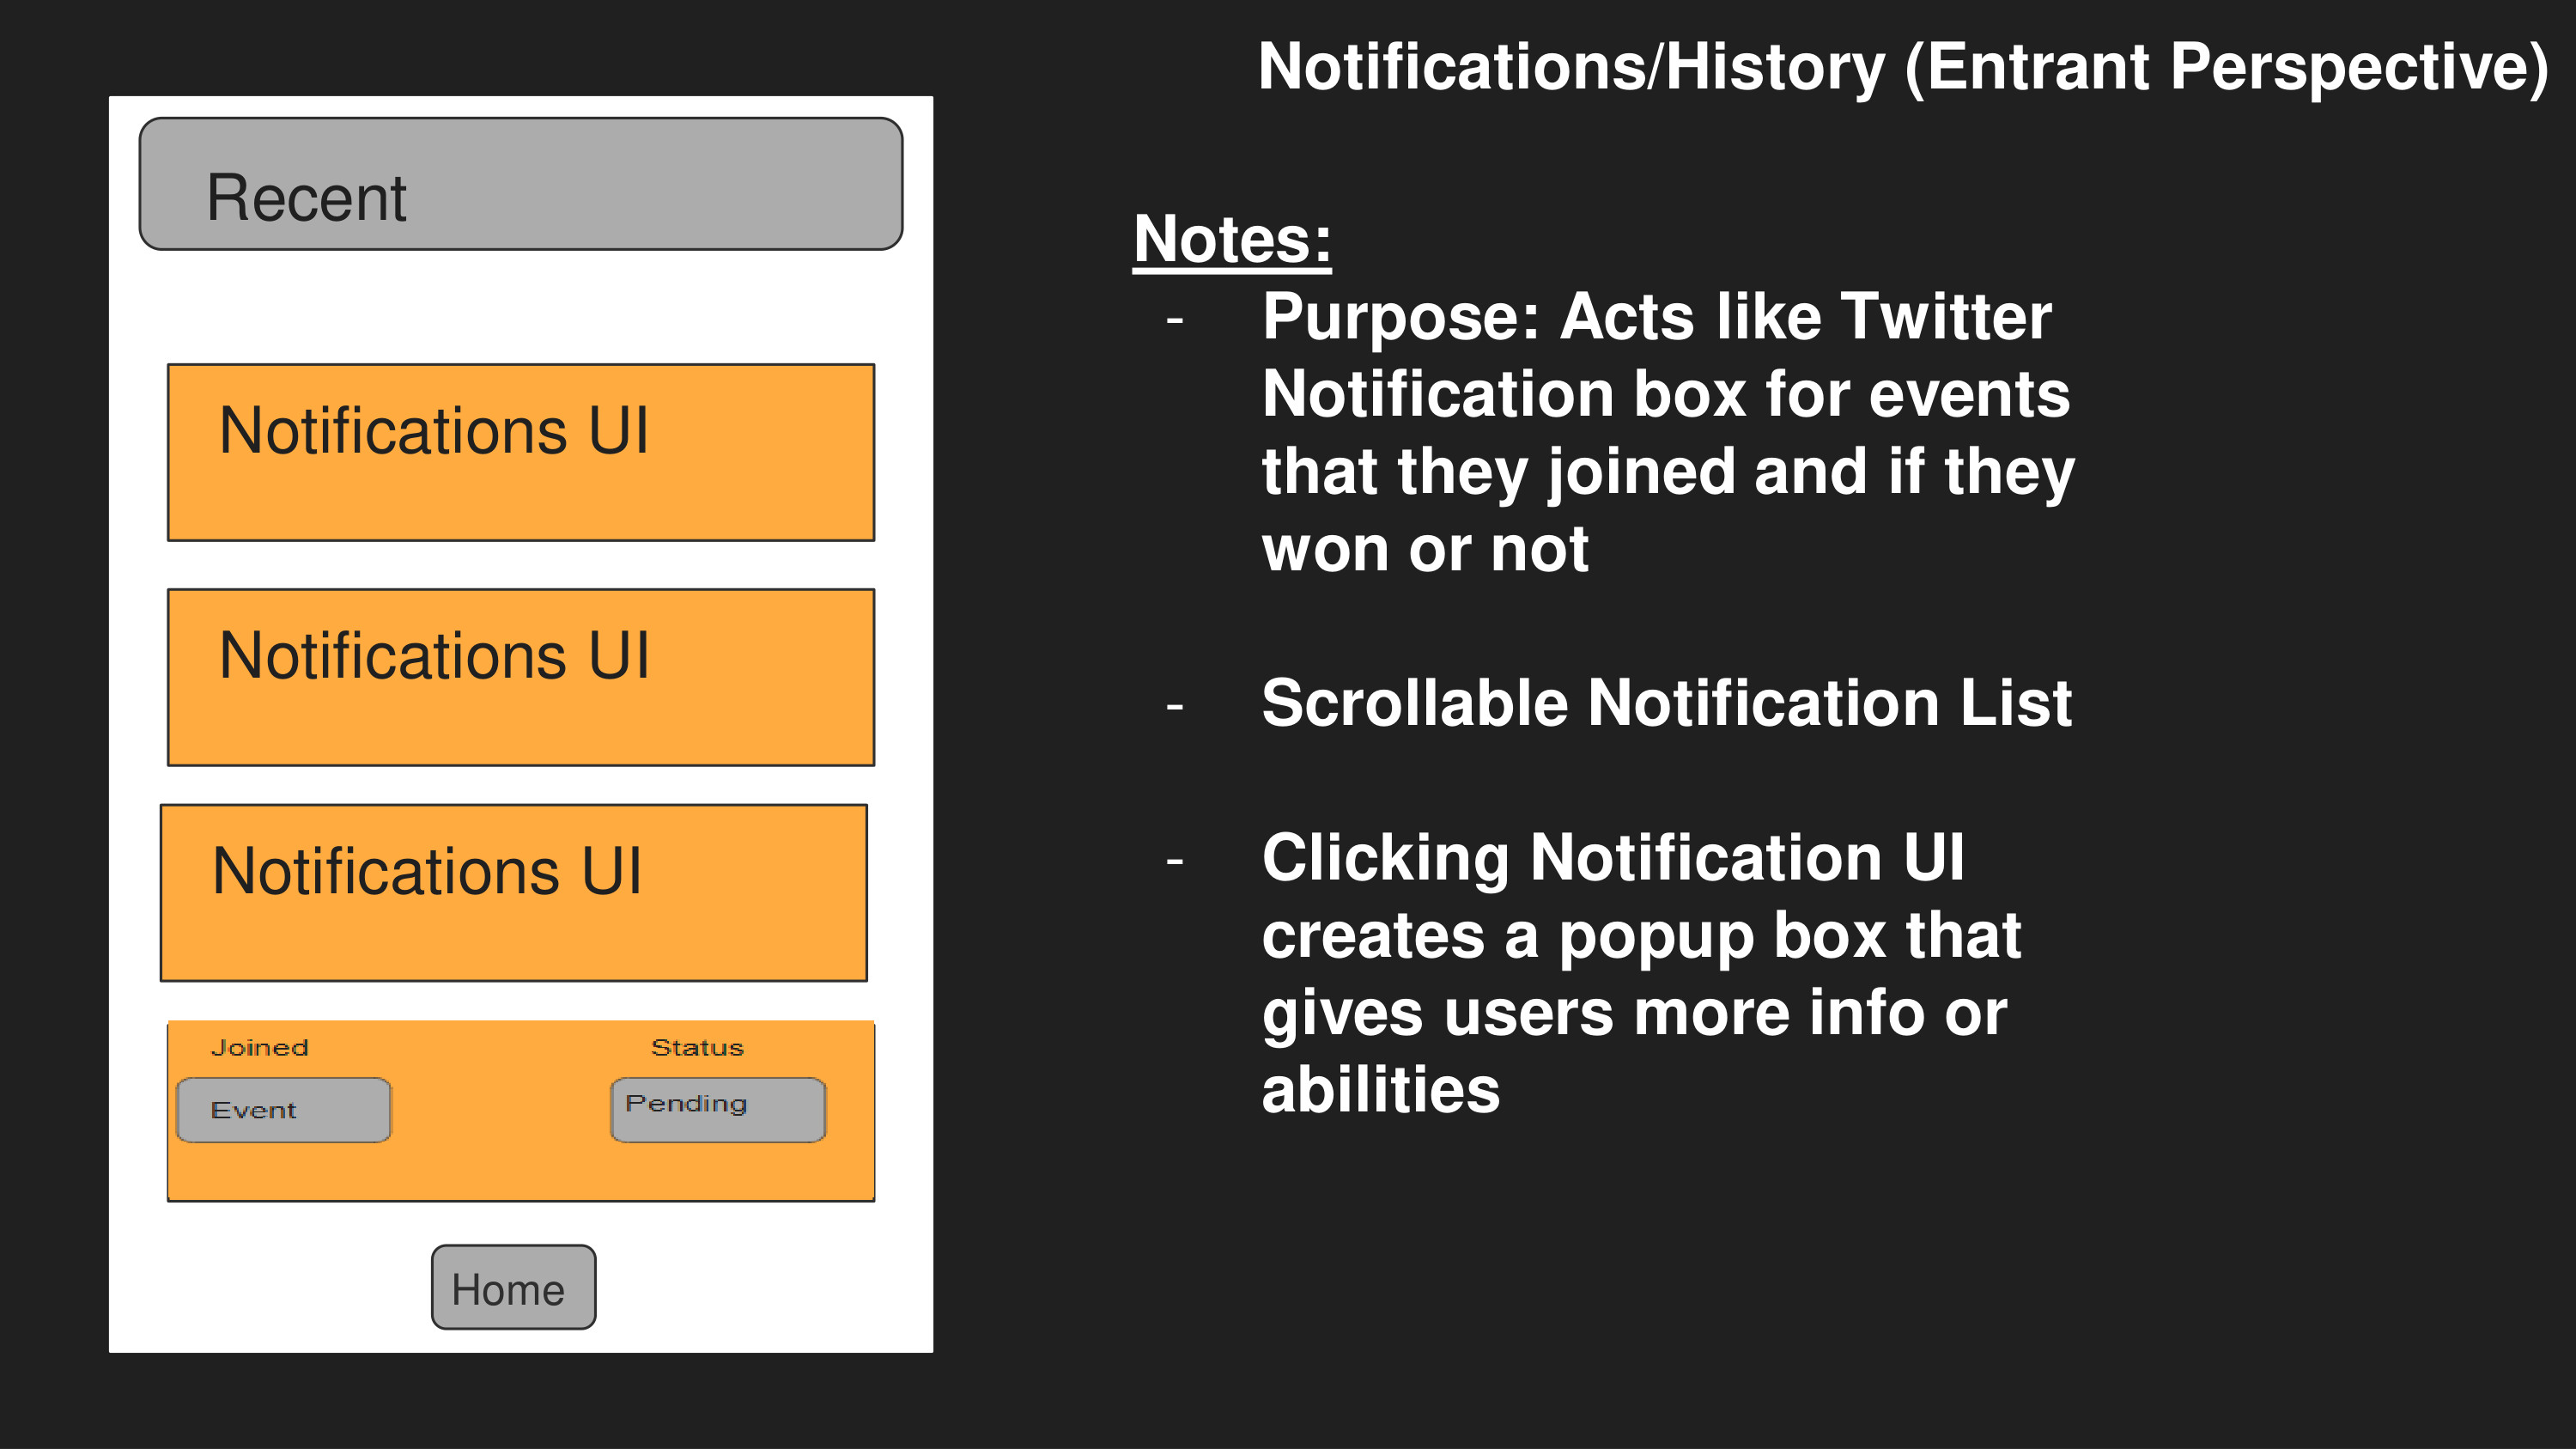 Notifications/History (Entrant Perspective)
Recent
Notifications UI
Notifications UI
Notifications UI
Joined
Status
Event
Pending
Home
Notes:
- Purpose: Acts like Twitter
Notification box for events
that they joined and if they
won or not
- Scrollable Notification List
- Clicking Notification UI
creates a popup box that
gives users more info or
abilities